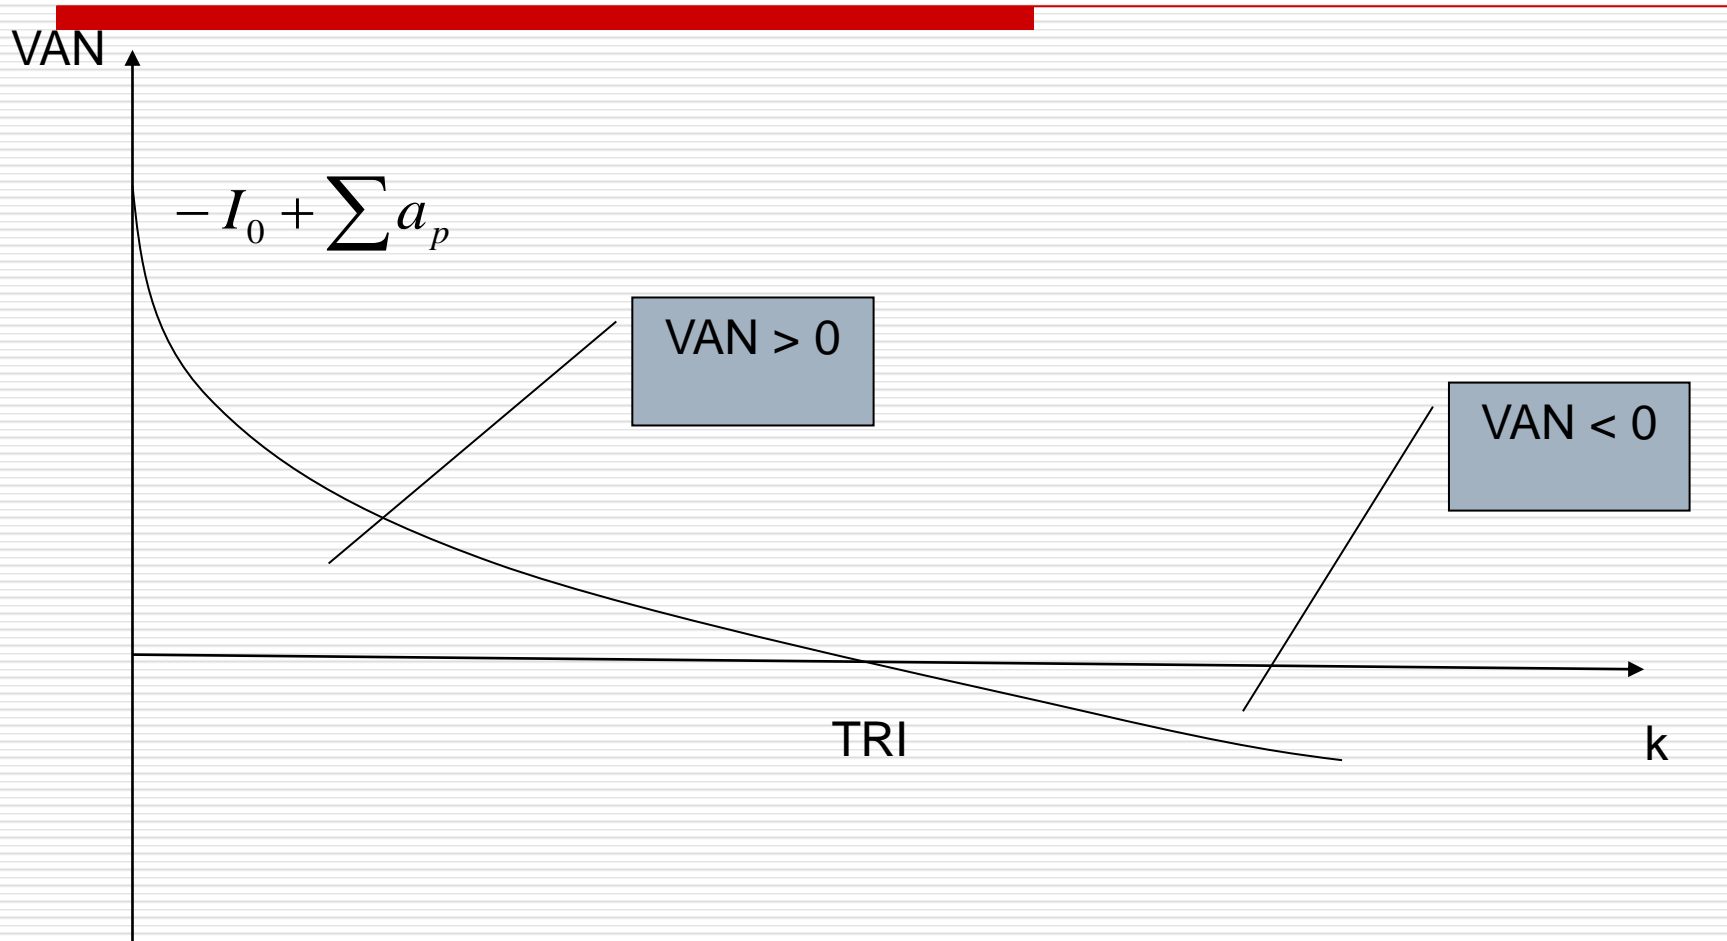 VAN
− I₀ + ∑ aₚ
VAN > 0
VAN < 0
TRI
k